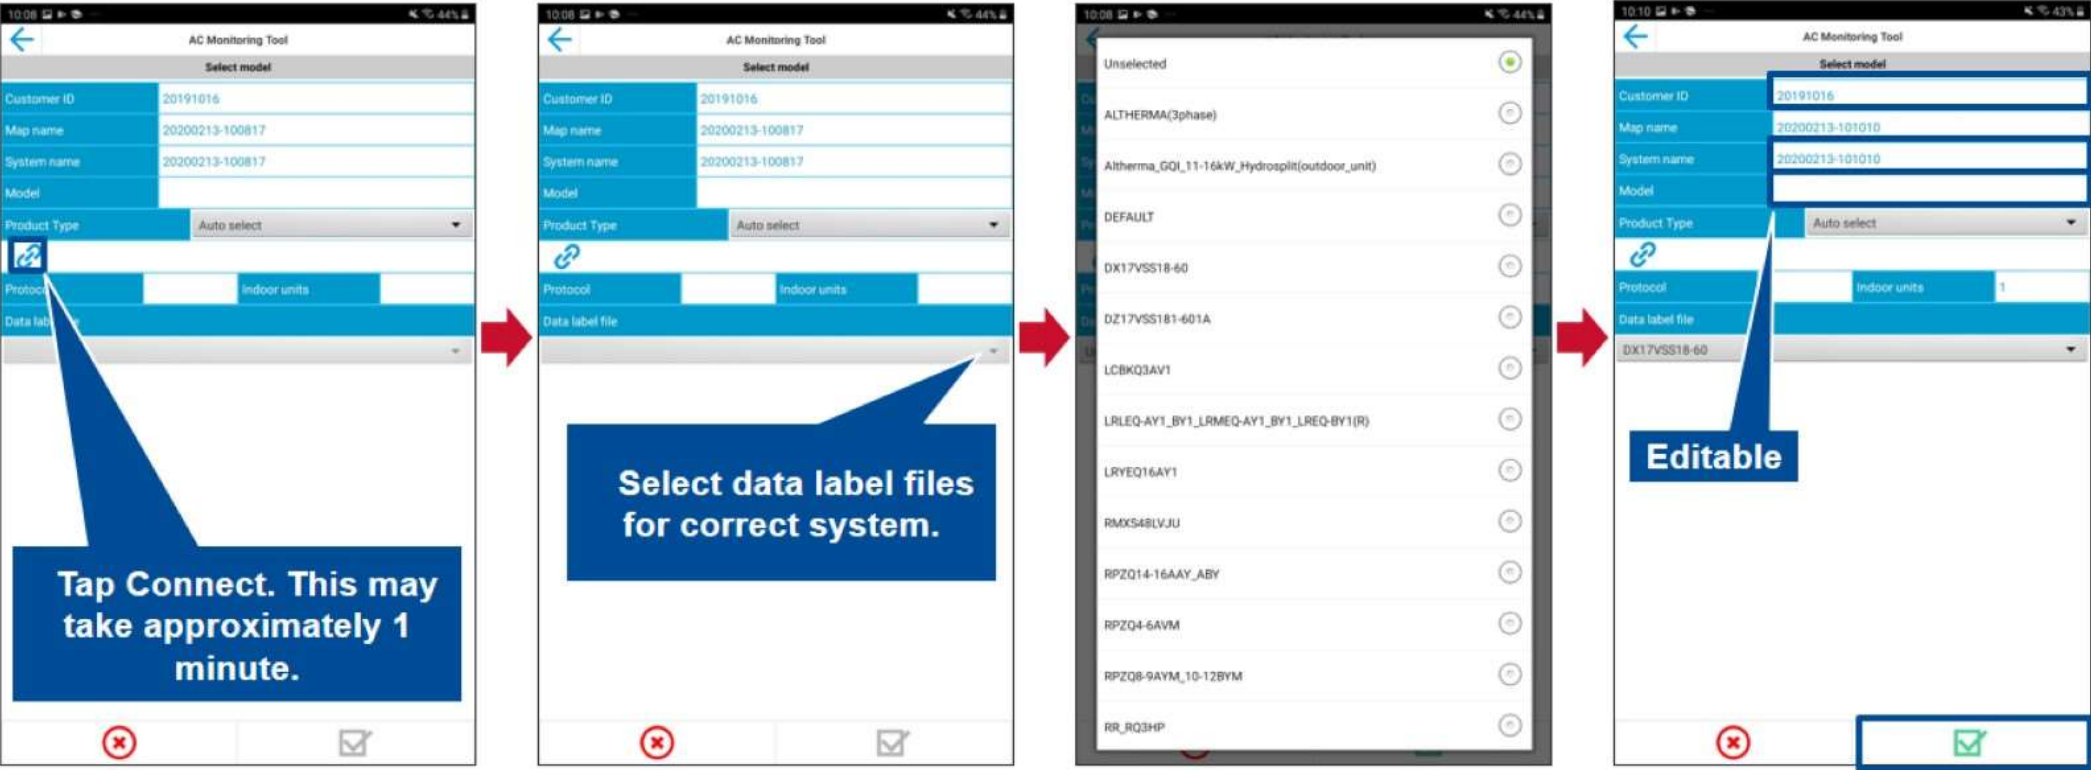 10:08
44%
AC Monitoring Tool
Select model
Customer ID
20191016
Map name
20200213-100817
System name
20200213-100817
Model
Product Type
Auto select
Indoor units
Tap Connect. This may
take approximately 1
minute.
10:08
44%
AC Monitoring Tool
Select model
Customer ID
20191016
Map name
20200213-100817
System name
20200213-100817
Model
Product Type
Auto select
Protocol
Indoor units
Data label file
Select data label files
for correct system.
10:08
44%
Unselected
ALTHERMA(3phase)
Altherma_GQI_11-16kW_Hydrosplit(outdoor_unit)
DEFAULT
DX17VSS18-60
DZ17VSS181-601A
LCBKQ3AV1
LRLEQ-AY1_BY1_LRMEQ-AY1_BY1_LREQ-BY1(R)
LRYEQ16AY1
RMXS48LVJU
RPZQ14-16AAY_ABY
RPZQ4-6AVM
RPZQ8-9AYM_10-12BYM
RR_RQ3HP
10:10
43%
AC Monitoring Tool
Select model
Customer ID
20191016
Map name
20200213-101010
System name
20200213-101010
Model
Product Type
Auto select
Protocol
Indoor units
1
Data label file
DX17VSS18-60
Editable